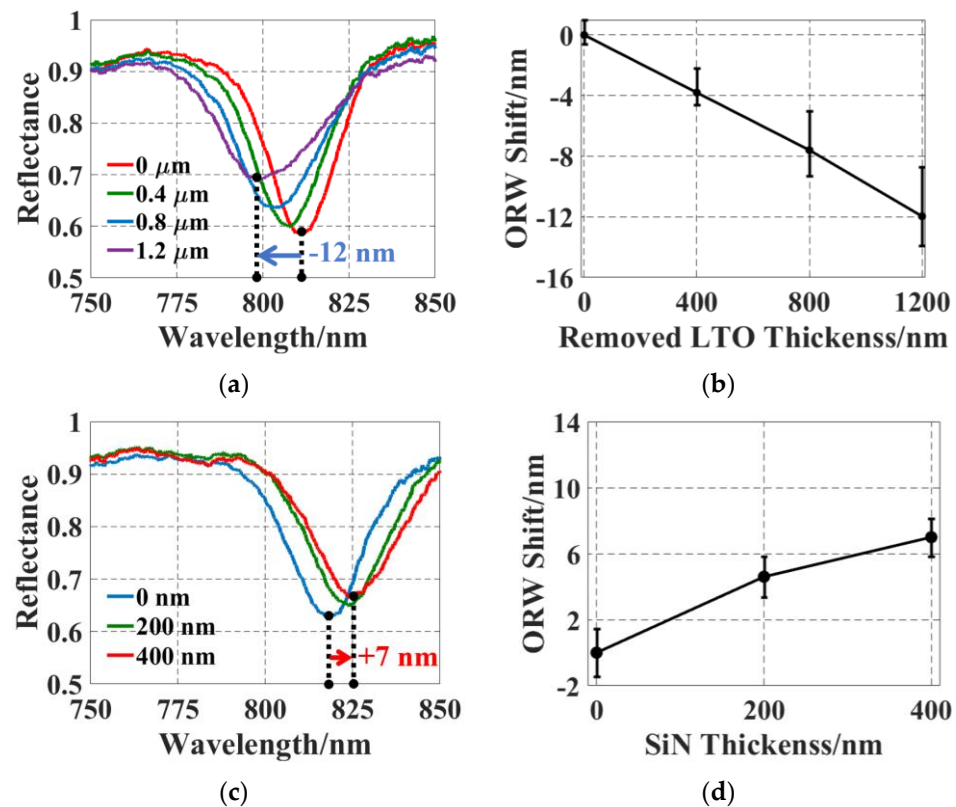 1
0.9
0.8
0.7
0.6
0.5
Reflectance
0 μm
0.4 μm
0.8 μm
1.2 μm
-12 nm
750 775 800 825 850
Wavelength/nm
(a)
0
-4
-8
-12
-16
ORW Shift/nm
0 400 800 1200
Removed LTO Thickenss/nm
(b)
1
0.9
0.8
0.7
0.6
0.5
Reflectance
0 nm
200 nm
400 nm
+7 nm
750 775 800 825 850
Wavelength/nm
(c)
14
10
6
2
-2
ORW Shift/nm
0 200 400
SiN Thickenss/nm
(d)